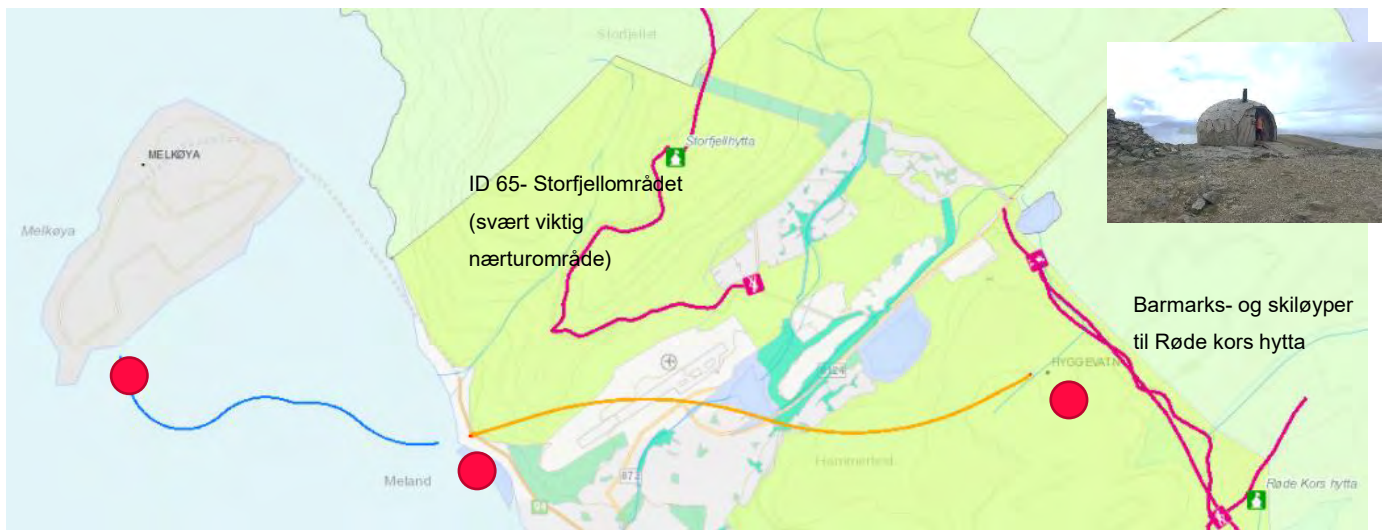 Storfjellet
MELKØYA
Melkøya
Storfjellhytta
ID 65- Storfjellområdet
(svært viktig
nærturområde)
Barmarks- og skiløyper
til Røde kors hytta
HYGGEVATN
Hammerfest
Meland
Røde Kors hytta
94